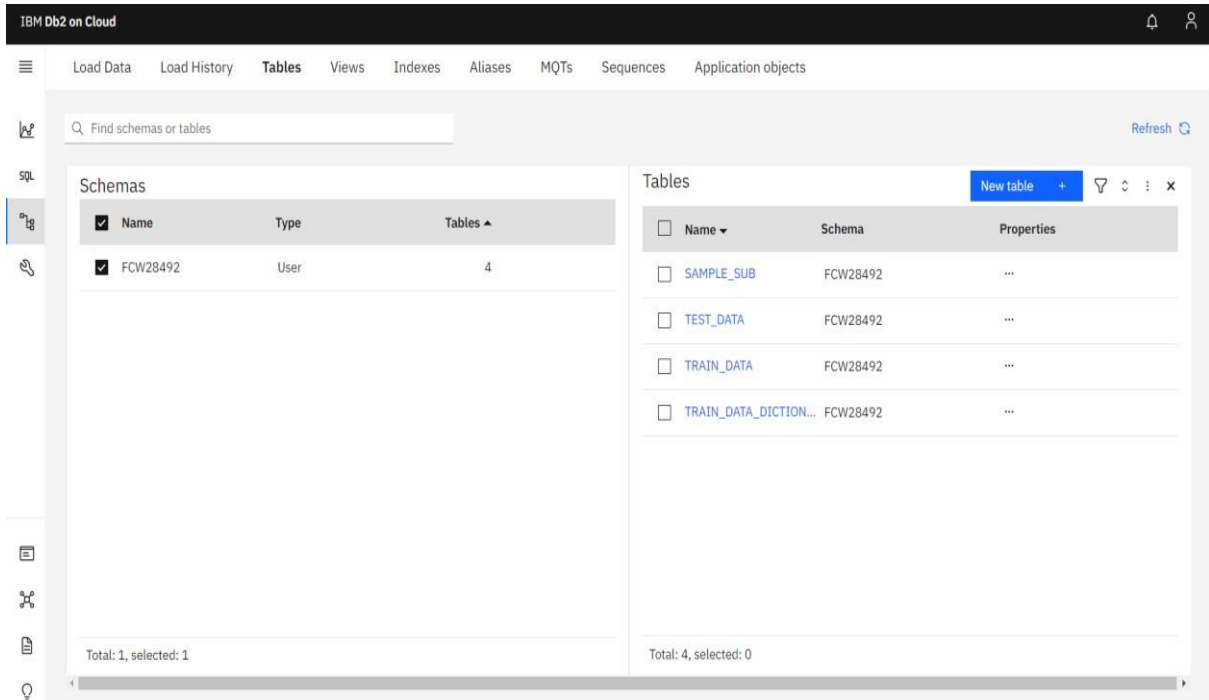 IBM Db2 on Cloud
Load Data Load History Tables Views Indexes Aliases MQTs Sequences Application objects
Find schemas or tables
Refresh
SQL
Schemas
Name Type Tables
FCW28492 User 4
Total: 1, selected: 1
Tables
New table +
Name Schema Properties
SAMPLE_SUB FCW28492 ...
TEST_DATA FCW28492 ...
TRAIN_DATA FCW28492 ...
TRAIN_DATA_DICTION... FCW28492 ...
Total: 4, selected: 0